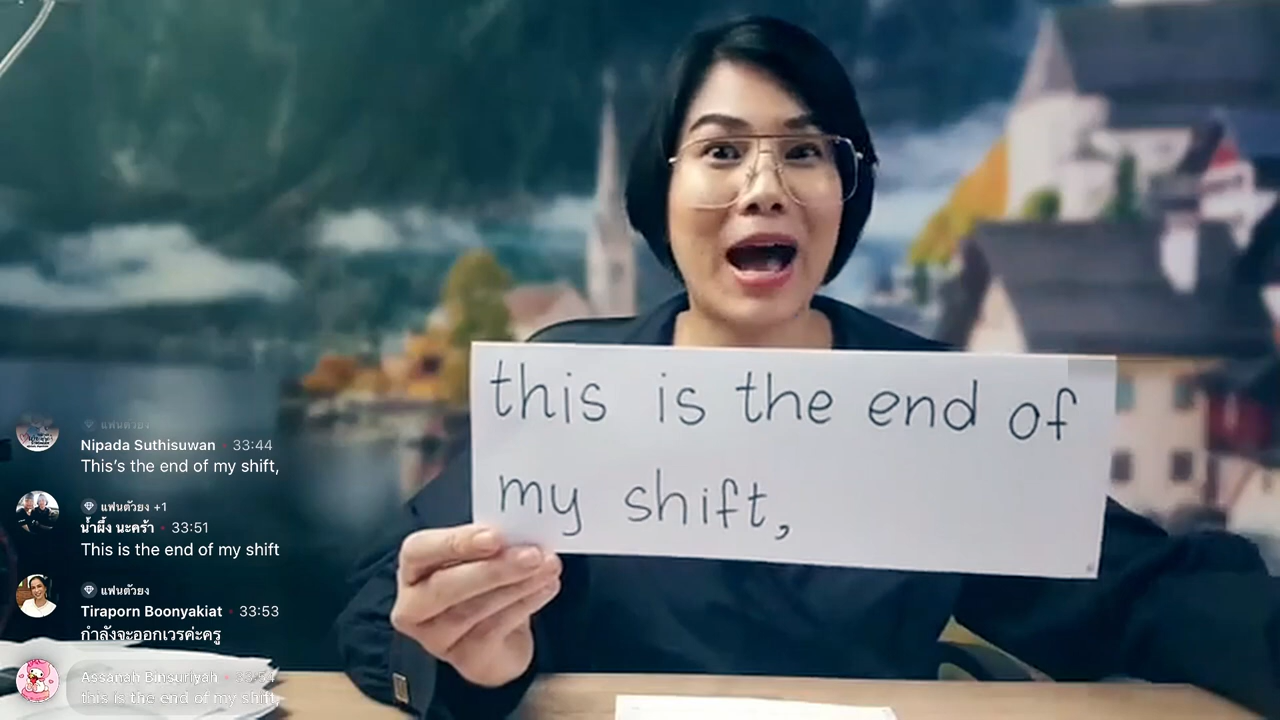 this is the end of
my shift,
แฟนตัวยง
Nipada Suthisuwan • 33:44
This's the end of my shift,
แฟนตัวยง +1
น้ำผึ้ง นะคร้า • 33:51
This is the end of my shift
แฟนตัวยง
Tiraporn Boonyakiat • 33:53
กำลังจะออกเวรค่ะครู
Assanah Binsuriyah •
this is the end of my shift,